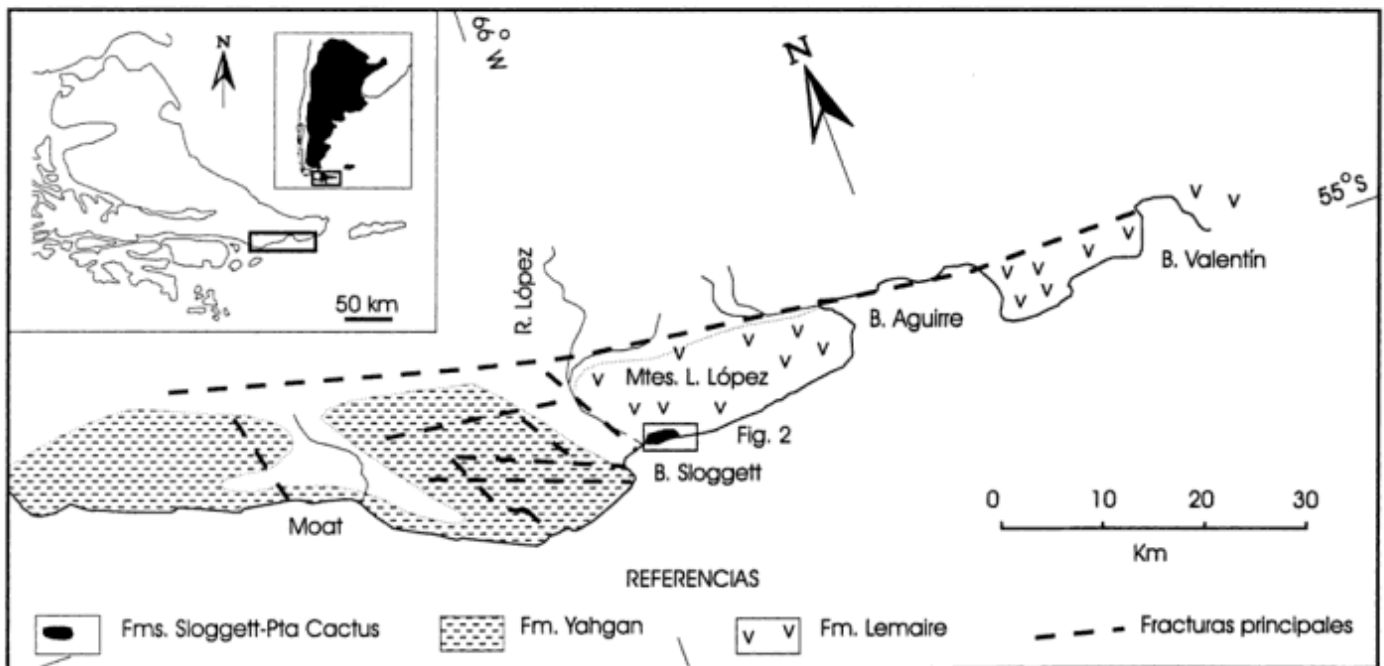 N
50 km
66° W
N
55°S
R. López
B. Valentín
B. Aguirre
Mtes. L. López
Fig. 2
B. Sloggett
Moat
0 10 20 30
Km
REFERENCIAS
Fms. Sloggett-Pta Cactus
Fm. Yahgan
v v Fm. Lemaire
Fracturas principales